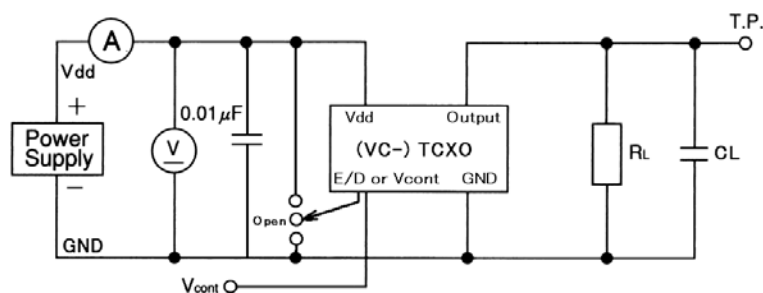 T.P.
A
Vdd
+
Power
Supply
−
GND
V
0.01μF
Open
Vcont
Vdd
Output
(VC-) TCXO
E/D or Vcont
GND
RL
CL